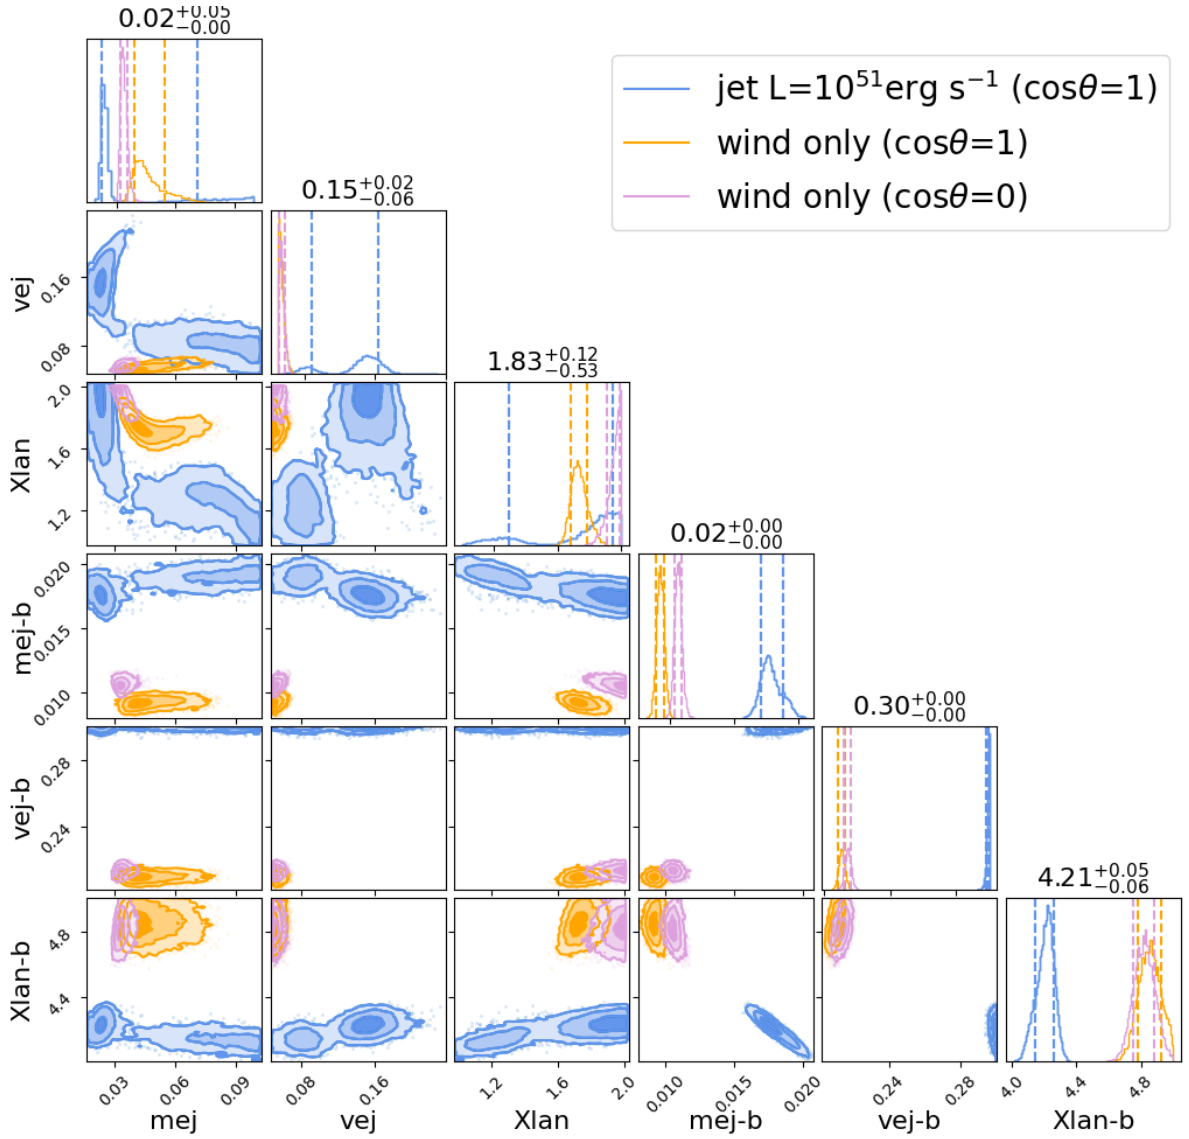 0.02+0.05−0.00
jet L=10^51erg s^−1 (cosθ=1)
wind only (cosθ=1)
wind only (cosθ=0)
0.15+0.02−0.06
vej
0.16
0.08
1.83+0.12−0.53
Xlan
2.0
1.6
1.2
0.02+0.00−0.00
mej-b
0.020
0.015
0.010
0.30+0.00−0.00
vej-b
0.28
0.24
4.21+0.05−0.06
Xlan-b
4.8
4.4
0.03 0.06 0.09 0.08 0.16 1.2 1.6 2.0 0.010 0.015 0.020 0.24 0.28 4.0 4.4 4.8
mej vej Xlan mej-b vej-b Xlan-b